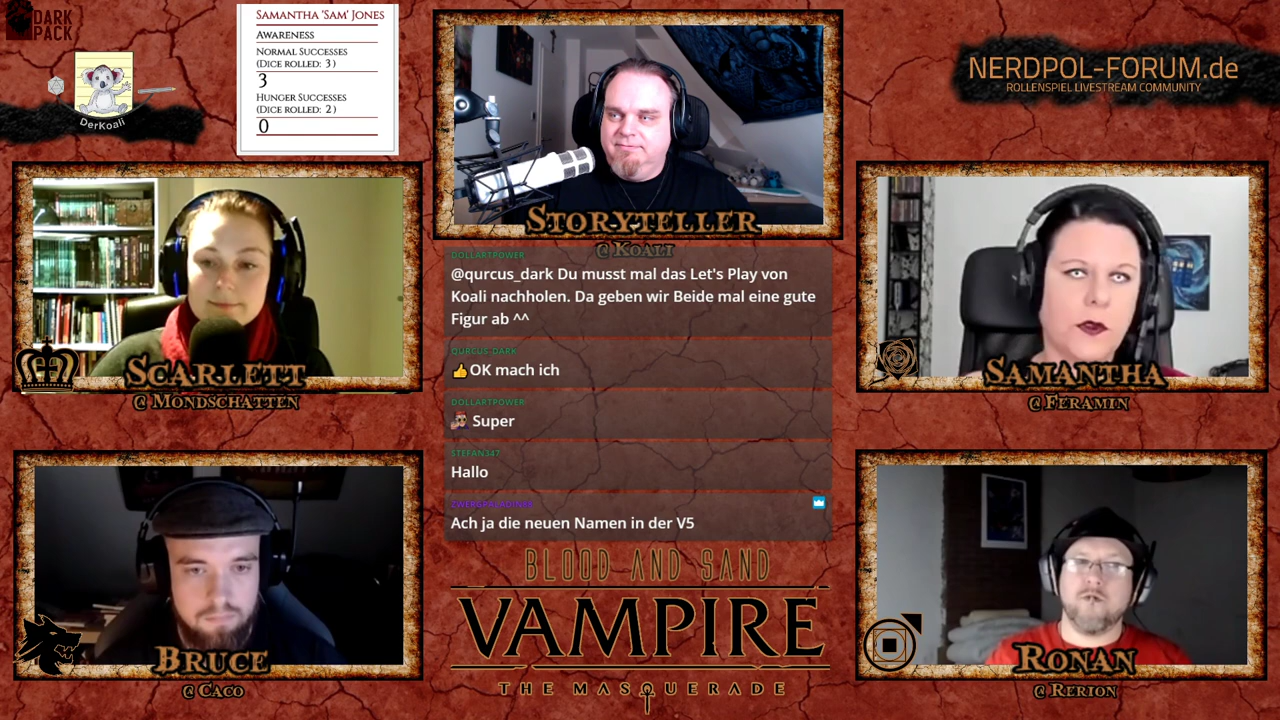 DARK
PACK
DerKoali
SAMANTHA 'SAM' JONES
AWARENESS
NORMAL SUCCESSES
(DICE ROLLED: 3)
3
HUNGER SUCCESSES
(DICE ROLLED: 2)
0
NERDPOL-FORUM.de
ROLLENSPIEL LIVESTREAM COMMUNITY
STORYTELLER
@ KOALI
SCARLETT
@ MONDSCHATTEN
SAMANTHA
@ FERAMIN
DOLLARTPOWER
@qurcus_dark Du musst mal das Let's Play von
Koali nachholen. Da geben wir Beide mal eine gute
Figur ab ^^
QURCUS_DARK
👍OK mach ich
DOLLARTPOWER
Super
STEFAN347
Hallo
Ach ja die neuen Namen in der V5
BRUCE
@ CACO
RONAN
@ RERION
BLOOD AND SAND
VAMPIRE
THE MASQUERADE